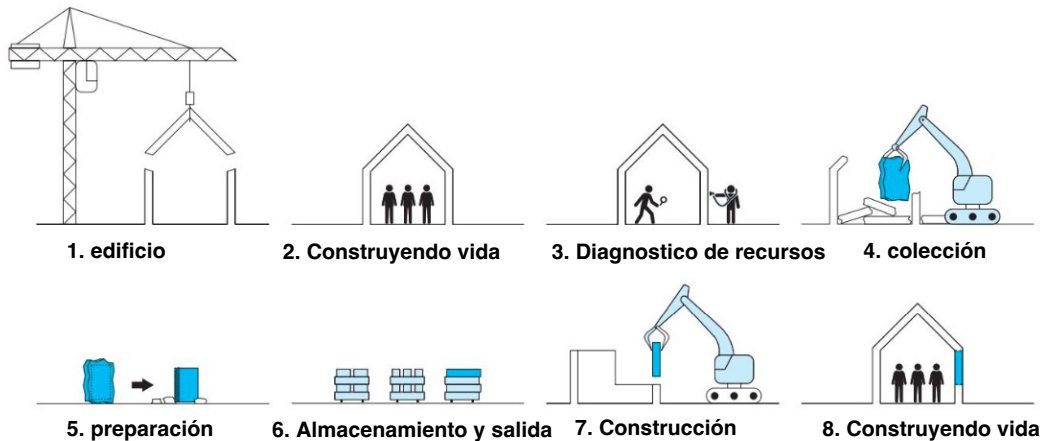 1. edificio
2. Construyendo vida
3. Diagnostico de recursos
4. colección
5. preparación
6. Almacenamiento y salida
7. Construcción
8. Construyendo vida